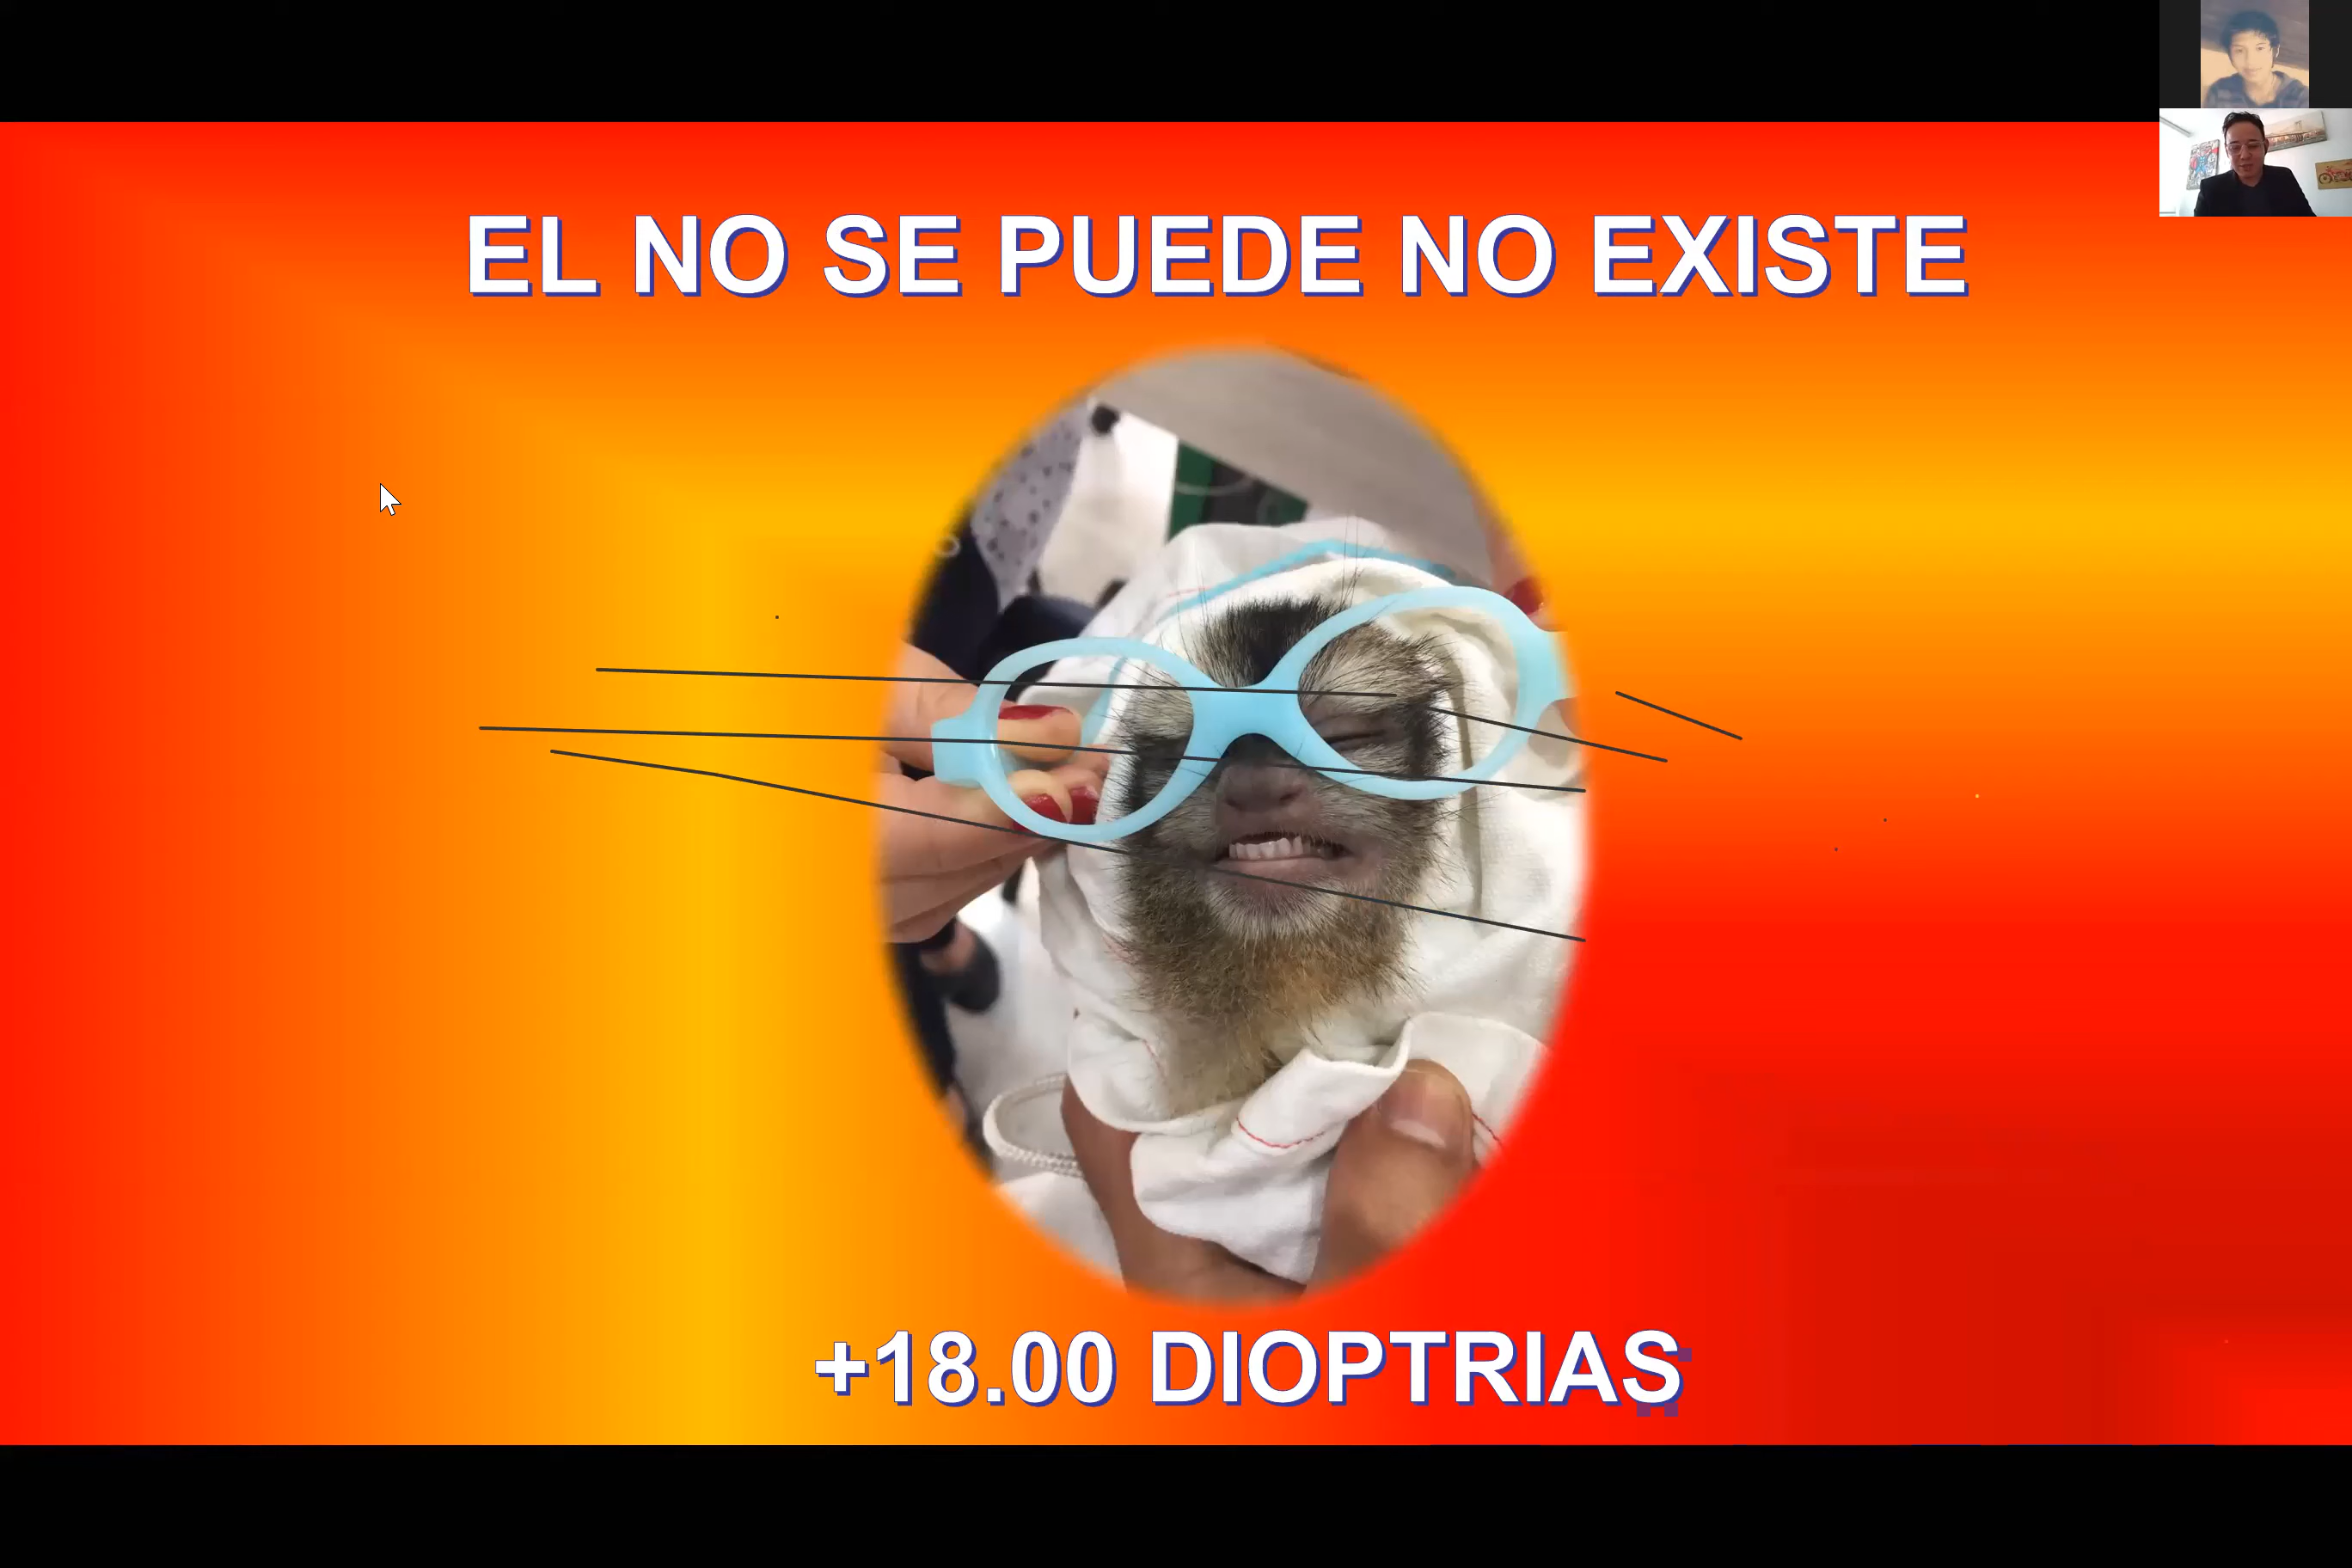 EL NO SE PUEDE NO EXISTE
+18.00 DIOPTRIAS